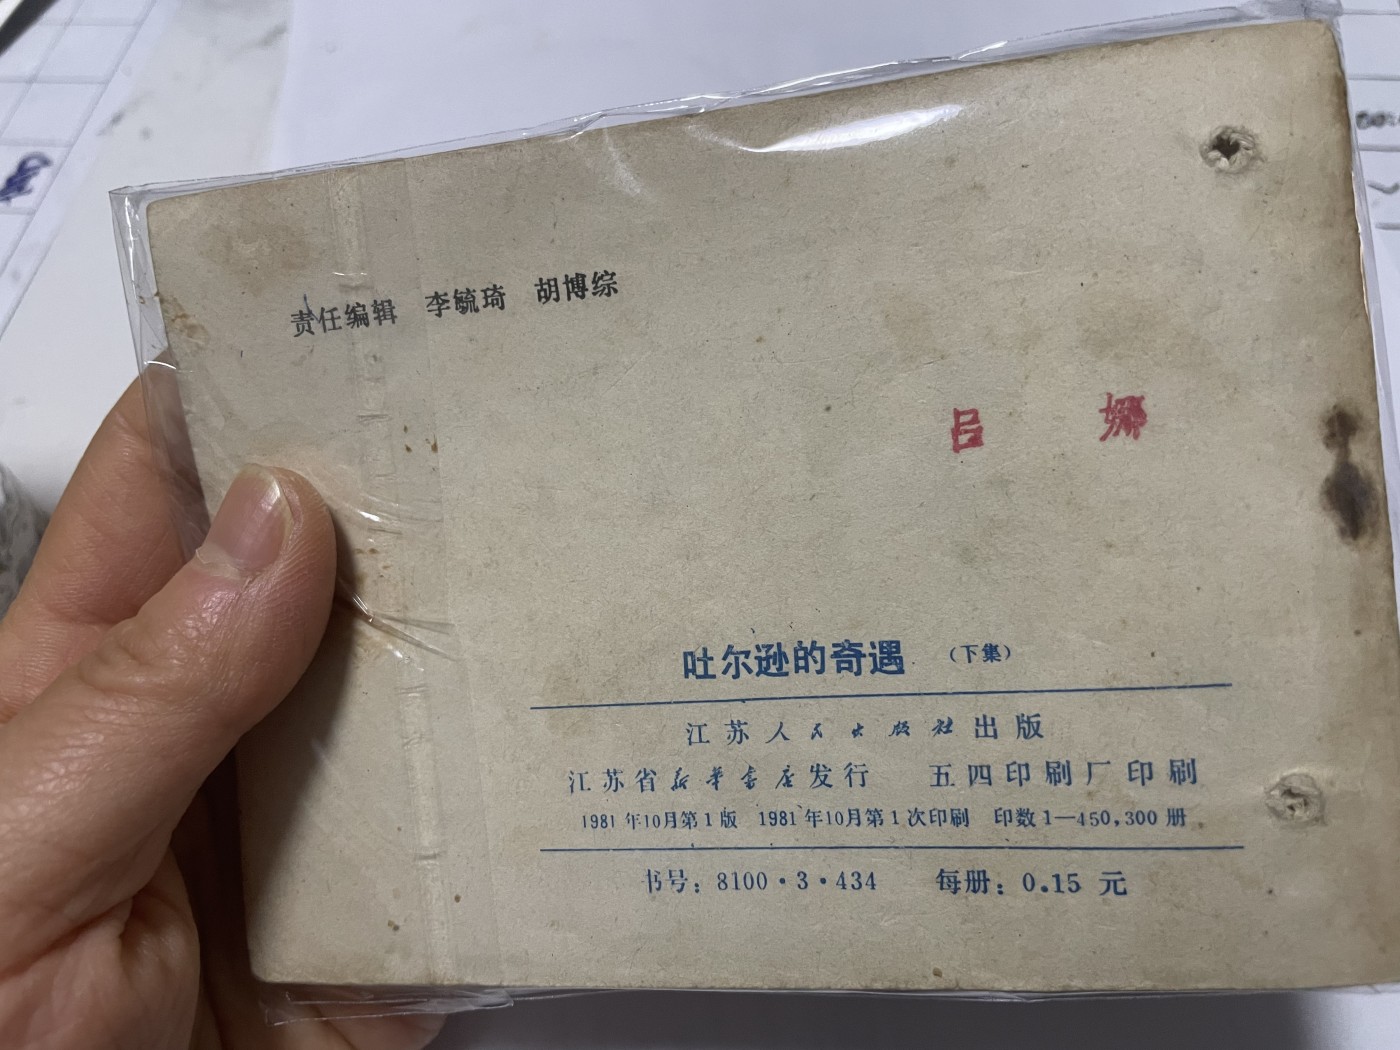 责任编辑 李毓琦 胡博综
吕 娜
吐尔逊的奇遇 (下集)
江苏人民出版社出版
江苏省新华书店发行 五四印刷厂印刷
1981年10月第1版 1981年10月第1次印刷 印数1—450,300册
书号：8100·3·434 每册：0.15 元